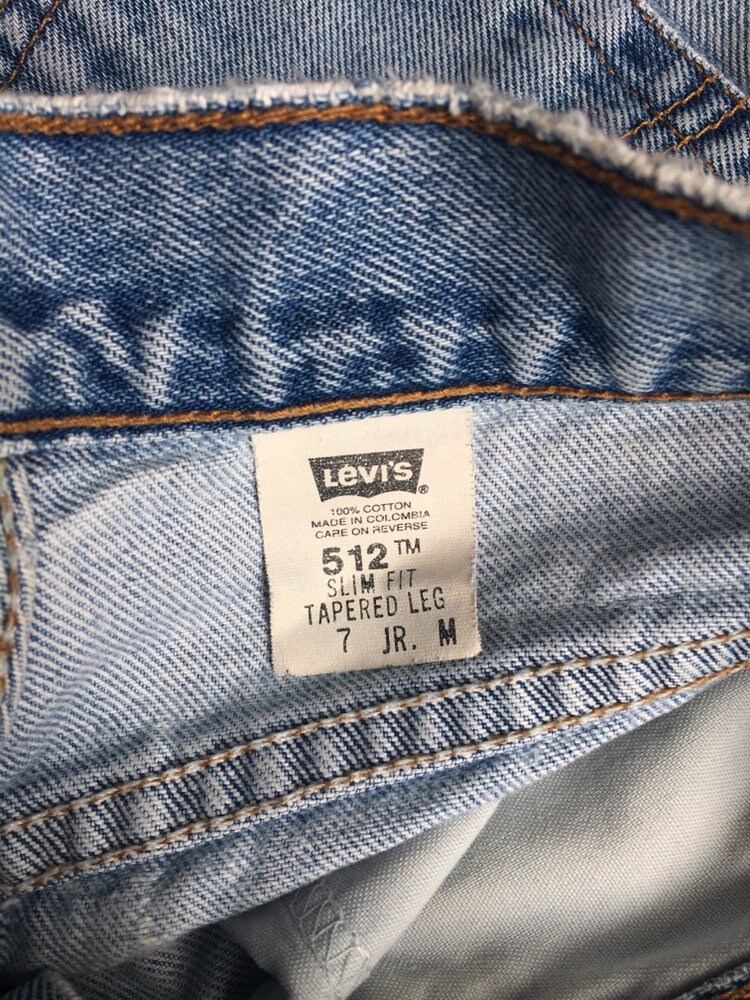 LEVI'S®
100% COTTON
MADE IN COLOMBIA
CARE ON REVERSE
512™
SLIM FIT
TAPERED LEG
7 JR. M